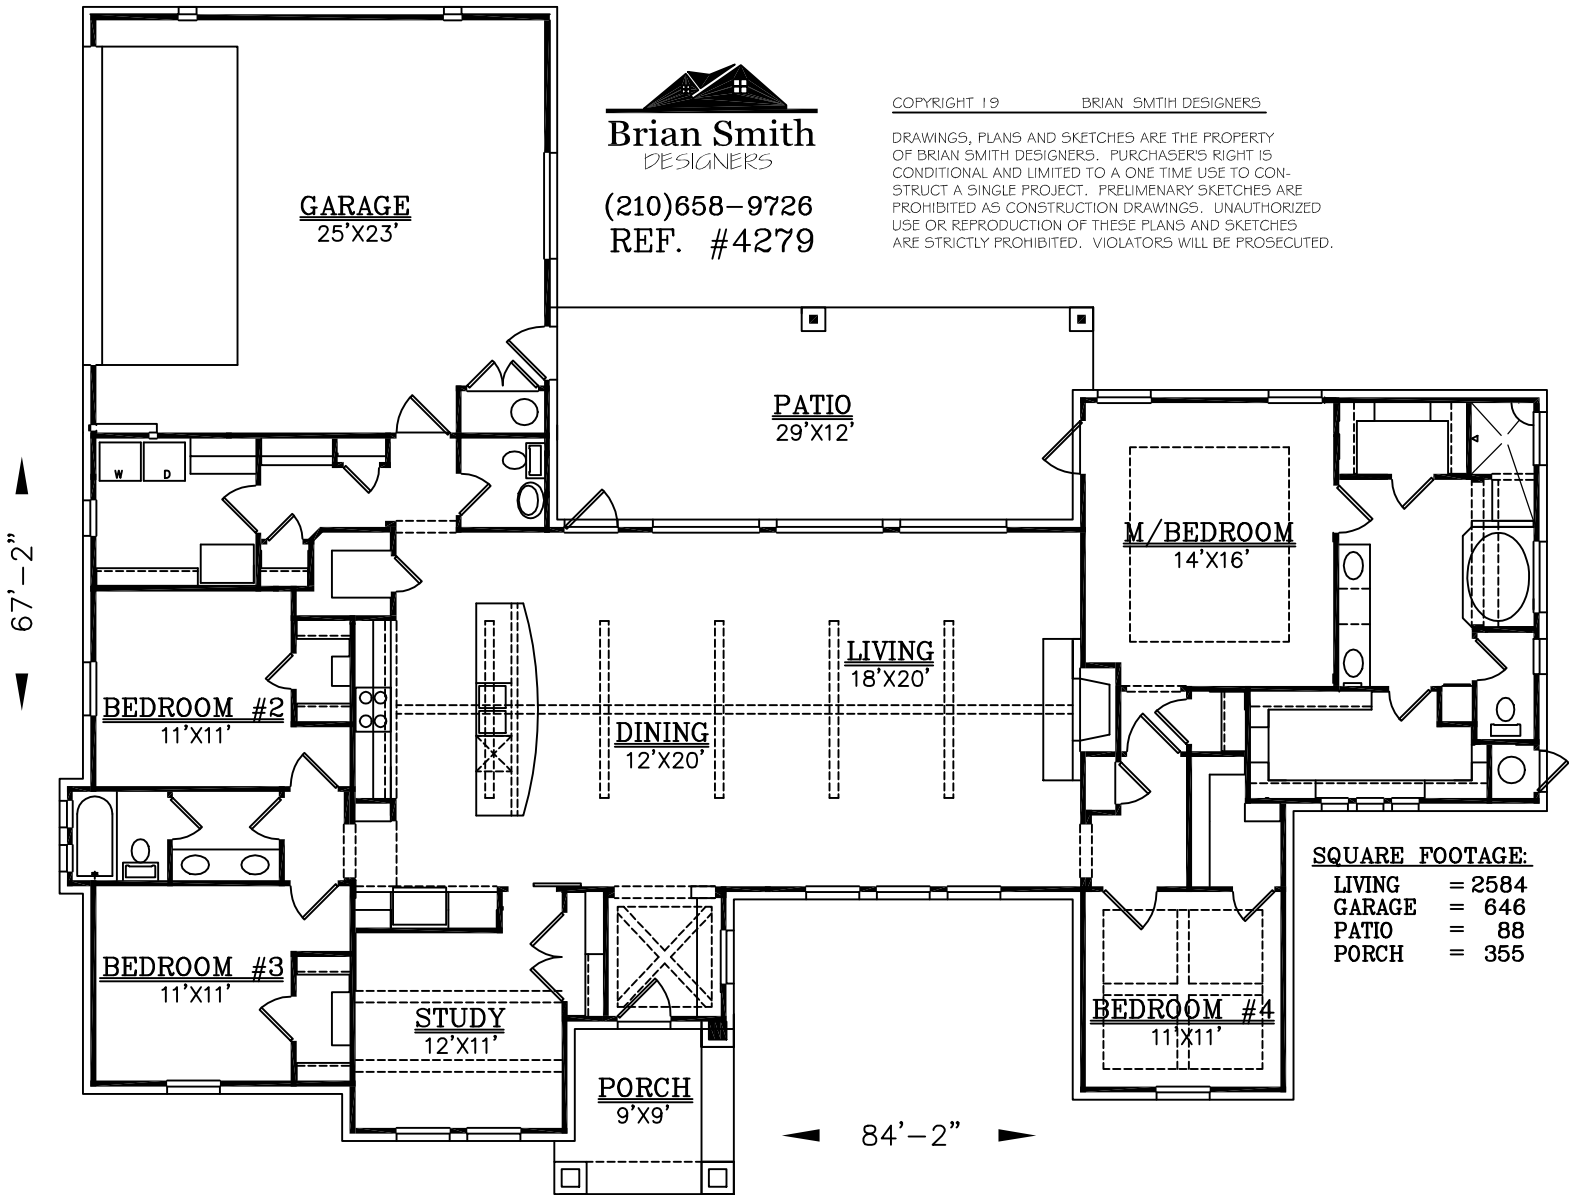 Brian Smith
DESIGNERS
(210)658-9726
REF. #4279
COPYRIGHT 19 BRIAN SMTIH DESIGNERS
DRAWINGS, PLANS AND SKETCHES ARE THE PROPERTY
OF BRIAN SMITH DESIGNERS. PURCHASER'S RIGHT IS
CONDITIONAL AND LIMITED TO A ONE TIME USE TO CON-
STRUCT A SINGLE PROJECT. PRELIMENARY SKETCHES ARE
PROHIBITED AS CONSTRUCTION DRAWINGS. UNAUTHORIZED
USE OR REPRODUCTION OF THESE PLANS AND SKETCHES
ARE STRICTLY PROHIBITED. VIOLATORS WILL BE PROSECUTED.
GARAGE
25'X23'
PATIO
29'X12'
W D
M/BEDROOM
14'X16'
67'-2"
LIVING
18'X20'
BEDROOM #2
11'X11'
DINING
12'X20'
SQUARE FOOTAGE:
LIVING = 2584
GARAGE = 646
PATIO = 88
PORCH = 355
BEDROOM #3
11'X11'
STUDY
12'X11'
BEDROOM #4
11'X11'
PORCH
9'X9'
84'-2"